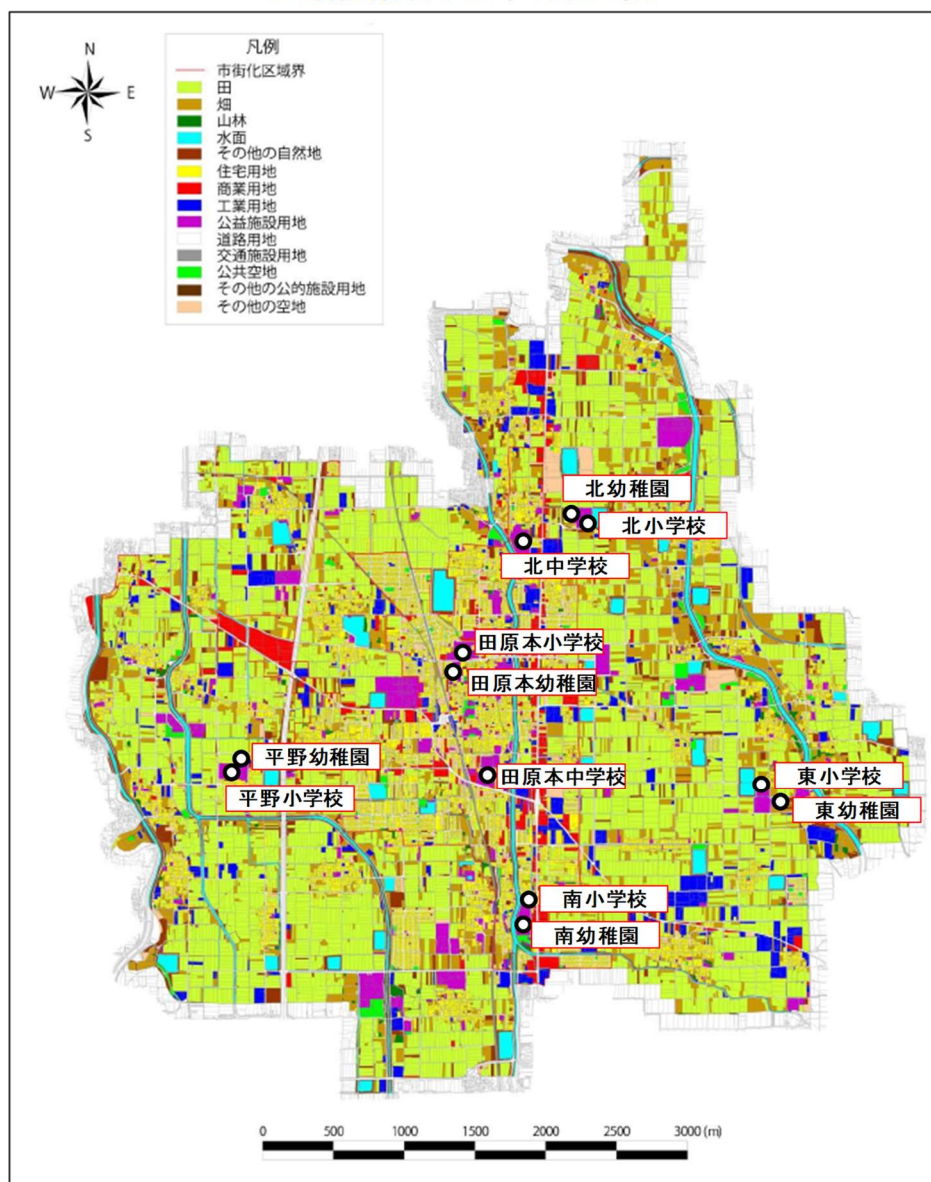 N
W
E
S
凡例
市街化区域界
田
畑
山林
水面
その他の自然地
住宅用地
商業用地
工業用地
公益施設用地
道路用地
交通施設用地
公共空地
その他の公的施設用地
その他の空地
北幼稚園
北小学校
北中学校
田原本小学校
田原本幼稚園
平野幼稚園
平野小学校
田原本中学校
東小学校
東幼稚園
南小学校
南幼稚園
0 500 1000 1500 2000 2500 3000 (m)